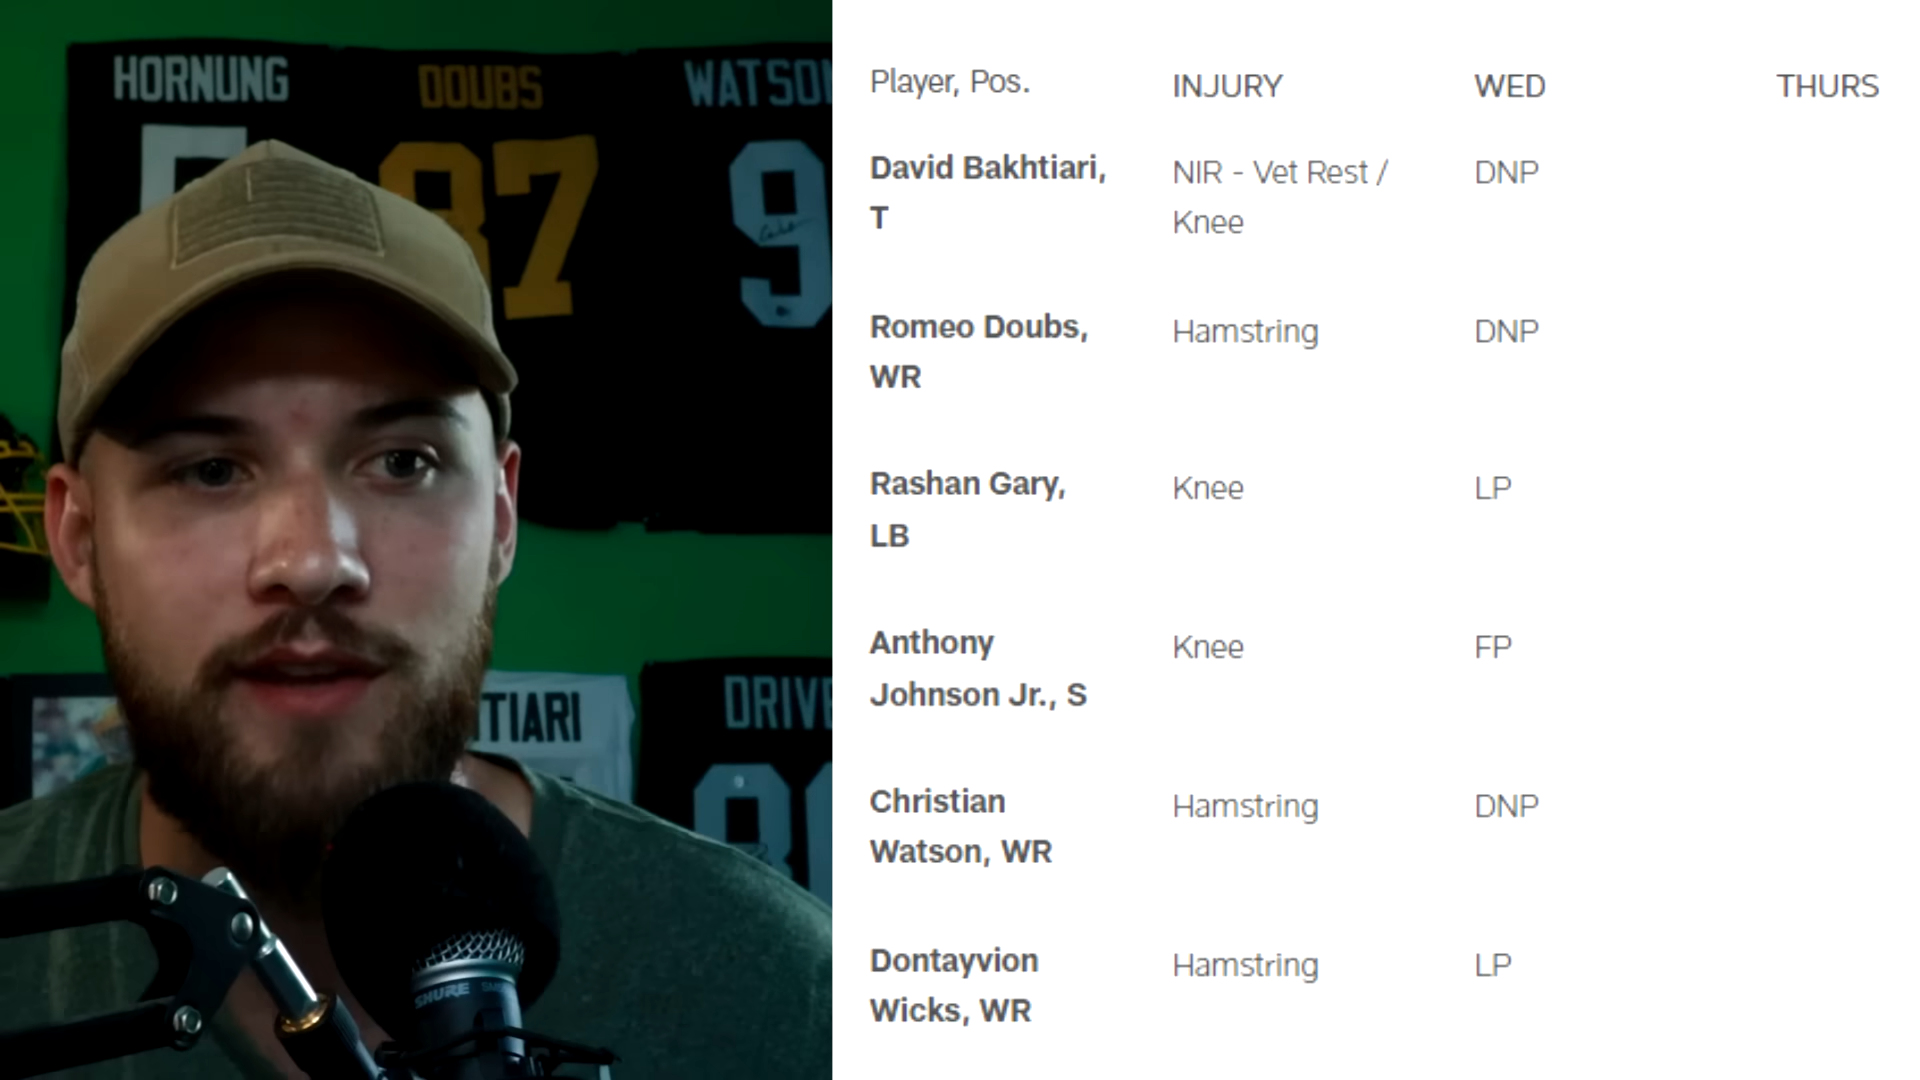 HORNUNG
DOUBS
87
WATSO
9
TIARI
DRIVE
SHURE
Player, Pos. INJURY WED THURS
David Bakhtiari, NIR - Vet Rest / DNP
T Knee
Romeo Doubs, Hamstring DNP
WR
Rashan Gary, Knee LP
LB
Anthony Knee FP
Johnson Jr., S
Christian Hamstring DNP
Watson, WR
Dontayvion Hamstring LP
Wicks, WR